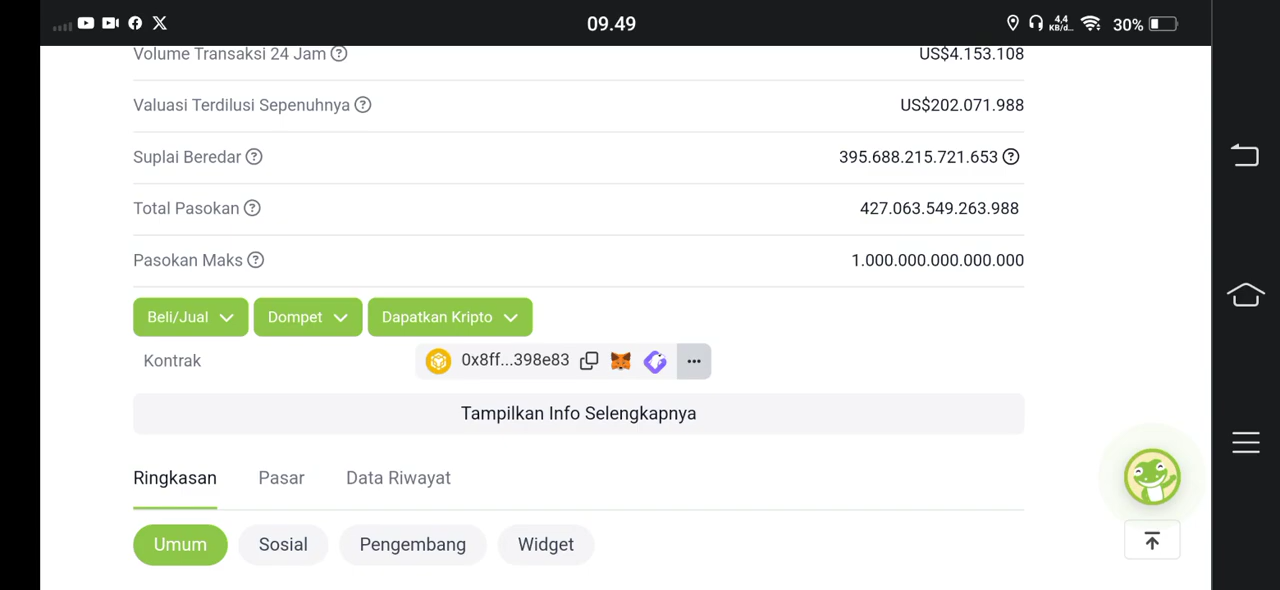 09.49
4,4
KB/d...
30%
Volume Transaksi 24 Jam US$4.153.108
Valuasi Terdilusi Sepenuhnya US$202.071.988
Suplai Beredar 395.688.215.721.653
Total Pasokan 427.063.549.263.988
Pasokan Maks 1.000.000.000.000.000
Beli/Jual Dompet Dapatkan Kripto
Kontrak 0x8ff...398e83
Tampilkan Info Selengkapnya
Ringkasan Pasar Data Riwayat
Umum Sosial Pengembang Widget